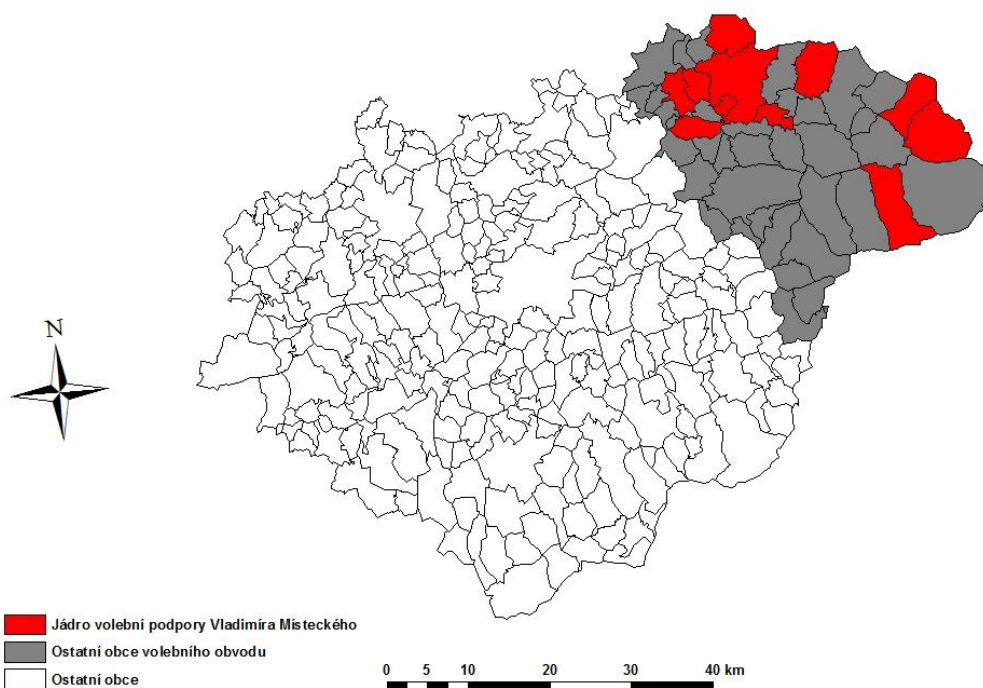 N
Jádro volební podpory Vladimíra Místeckého
Ostatní obce volebního obvodu
Ostatní obce
0 5 10 20 30 40 km